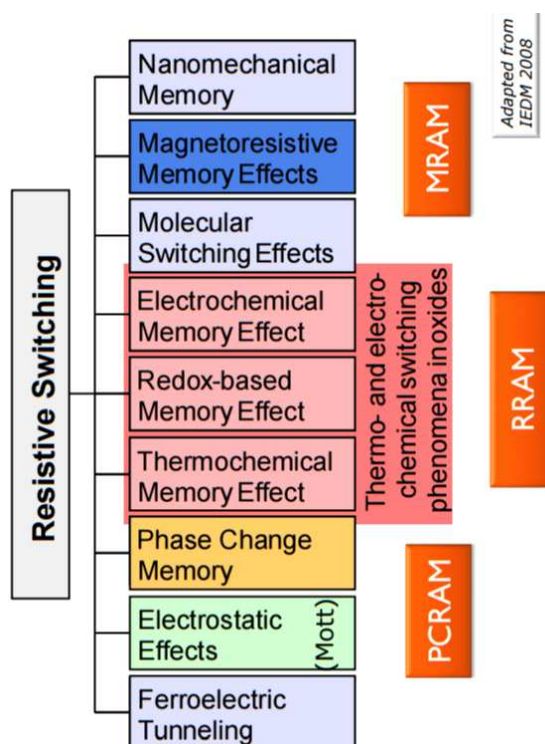 Resistive Switching
Nanomechanical
Memory
Magnetoresistive
Memory Effects
Molecular
Switching Effects
Electrochemical
Memory Effect
Redox-based
Memory Effect
Thermochemical
Memory Effect
Phase Change
Memory
Electrostatic
Effects
(Mott)
Ferroelectric
Tunneling
Thermo- and electro-
chemical switching
phenomena in oxides
MRAM
RRAM
PCRAM
Adapted from
IEDM 2008